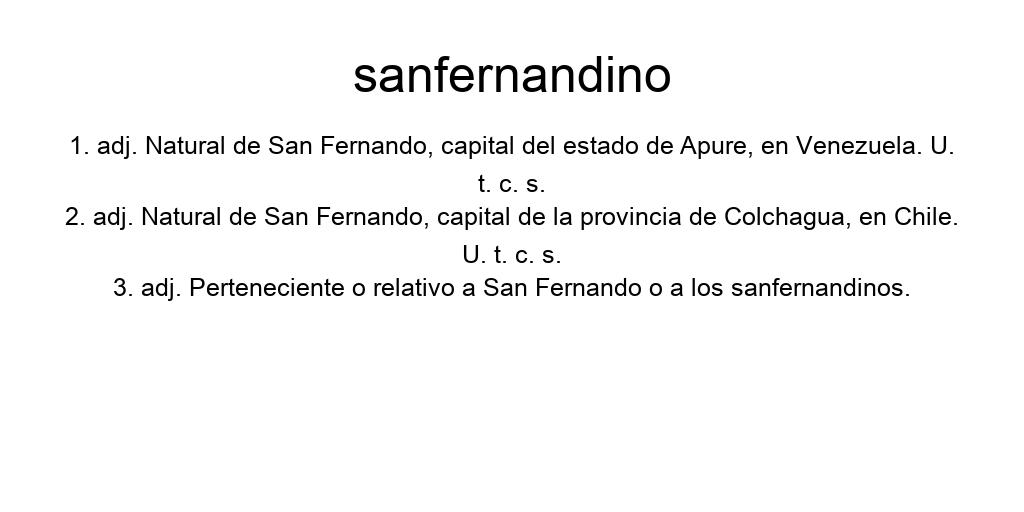 sanfernandino
1. adj. Natural de San Fernando, capital del estado de Apure, en Venezuela. U.
t. c. s.
2. adj. Natural de San Fernando, capital de la provincia de Colchagua, en Chile.
U. t. c. s.
3. adj. Perteneciente o relativo a San Fernando o a los sanfernandinos.